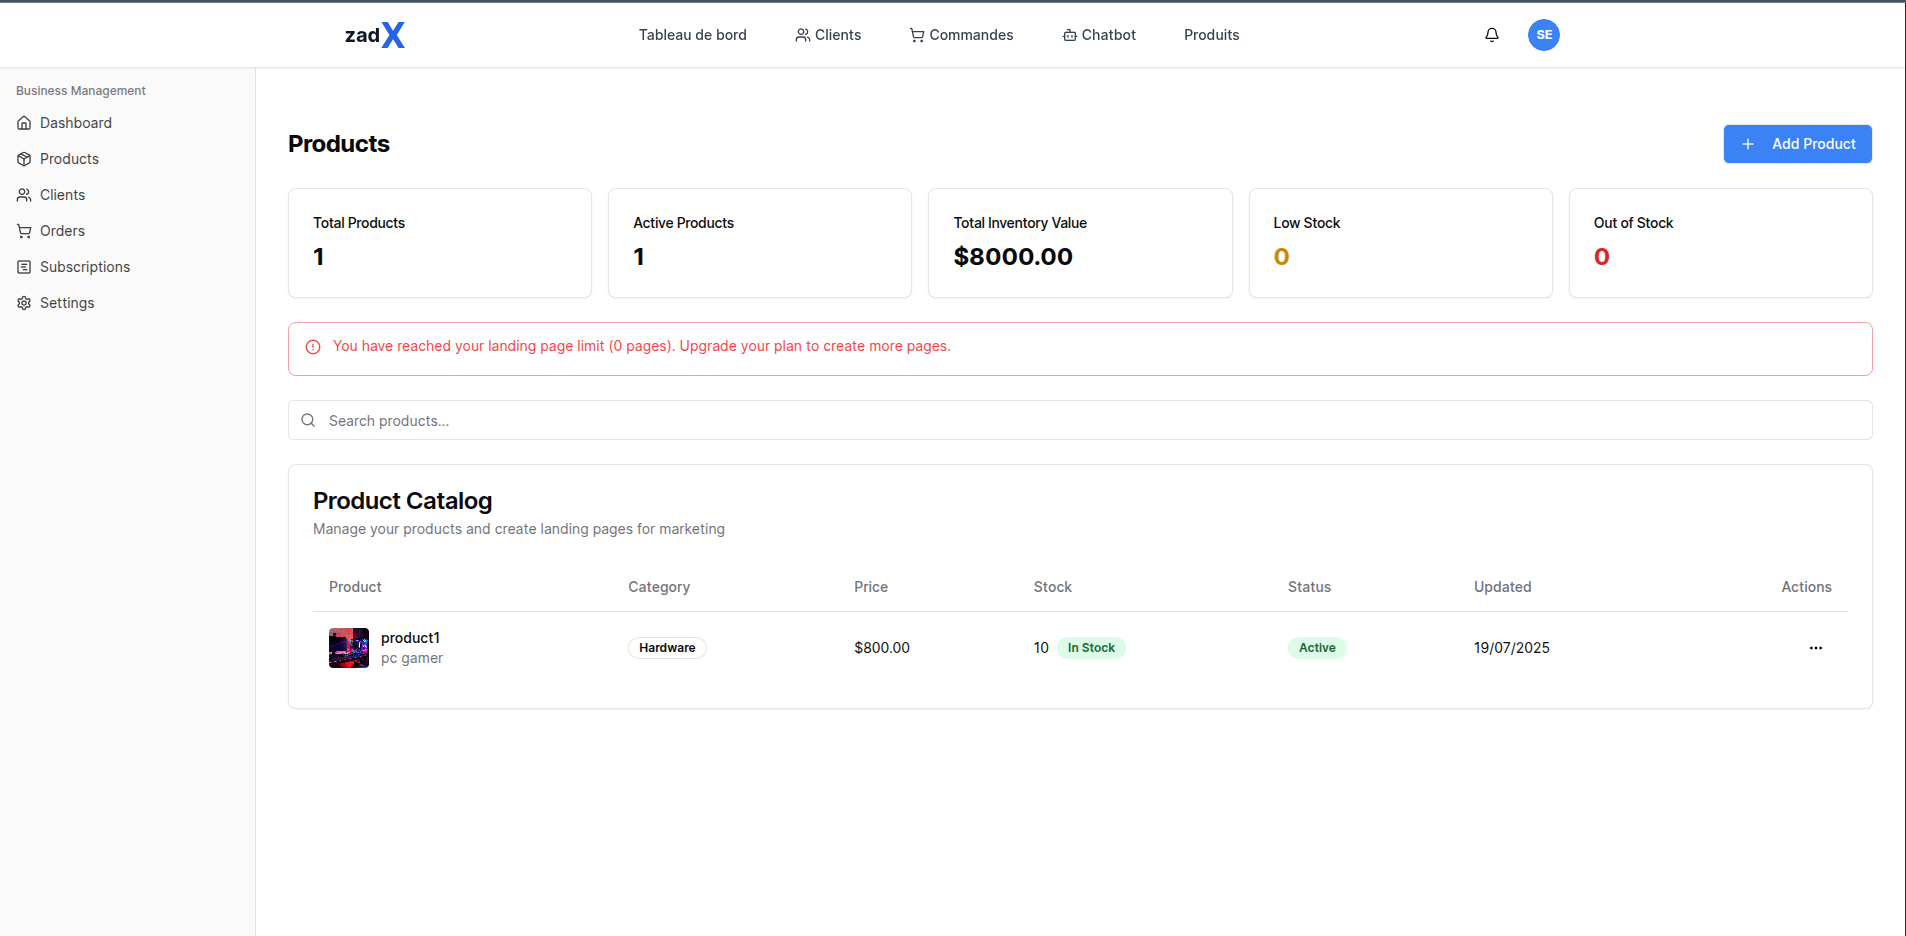 zadX
Tableau de bord
Clients
Commandes
Chatbot
Produits
SE
Business Management
Dashboard
Products
Clients
Orders
Subscriptions
Settings
Products
Add Product
Total Products
1
Active Products
1
Total Inventory Value
$8000.00
Low Stock
0
Out of Stock
0
You have reached your landing page limit (0 pages). Upgrade your plan to create more pages.
Search products...
Product Catalog
Manage your products and create landing pages for marketing
Product Category Price Stock Status Updated Actions
product1
pc gamer
Hardware
$800.00
10 In Stock
Active
19/07/2025